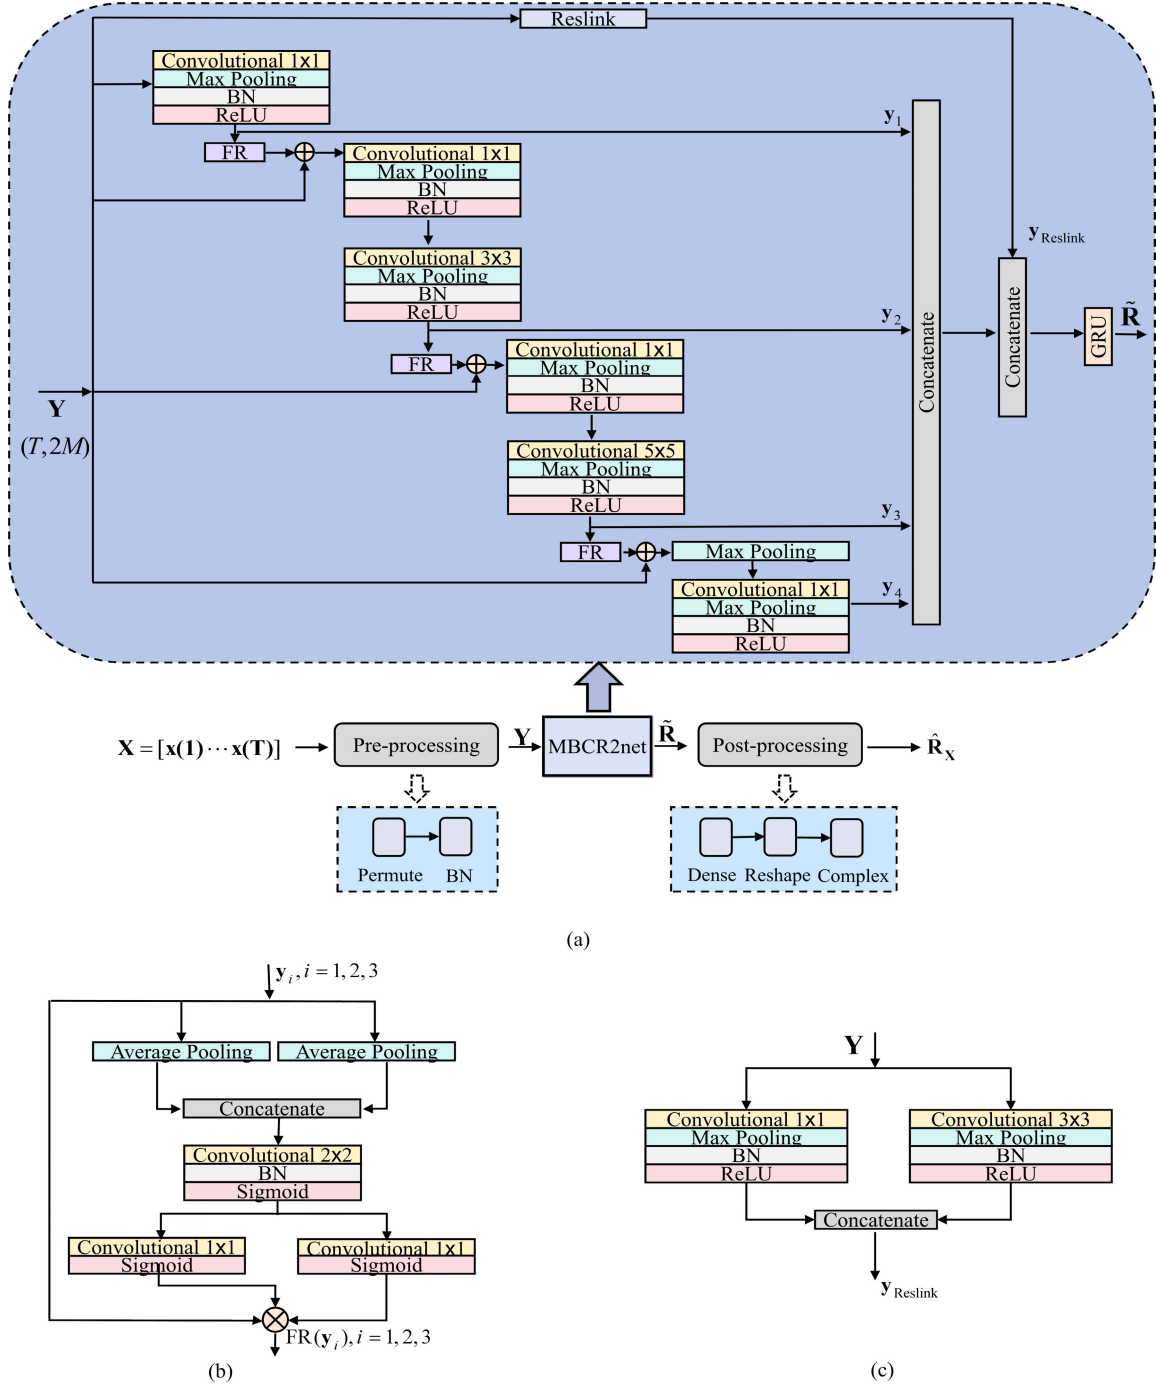 Reslink
Convolutional 1x1
Max Pooling
BN
ReLU
y₁
FR
Convolutional 1x1
Max Pooling
BN
ReLU
y_Reslink
Convolutional 3x3
Max Pooling
BN
ReLU
y₂
FR
Convolutional 1x1
Max Pooling
BN
ReLU
Concatenate
Concatenate
GRU
R̃
Y
(T, 2M)
Convolutional 5x5
Max Pooling
BN
ReLU
y₃
FR
Max Pooling
Convolutional 1x1
Max Pooling
BN
ReLU
y₄
X = [x(1) ⋯ x(T)]
Pre-processing
Y
MBCR2net
R̃
Post-processing
R̂_X
Permute
BN
Dense
Reshape
Complex
(a)
y_i, i = 1, 2, 3
Average Pooling
Average Pooling
Concatenate
Convolutional 2x2
BN
Sigmoid
Convolutional 1x1
Sigmoid
Convolutional 1x1
Sigmoid
FR(y_i), i = 1, 2, 3
(b)
Y
Convolutional 1x1
Max Pooling
BN
ReLU
Convolutional 3x3
Max Pooling
BN
ReLU
Concatenate
y_Reslink
(c)